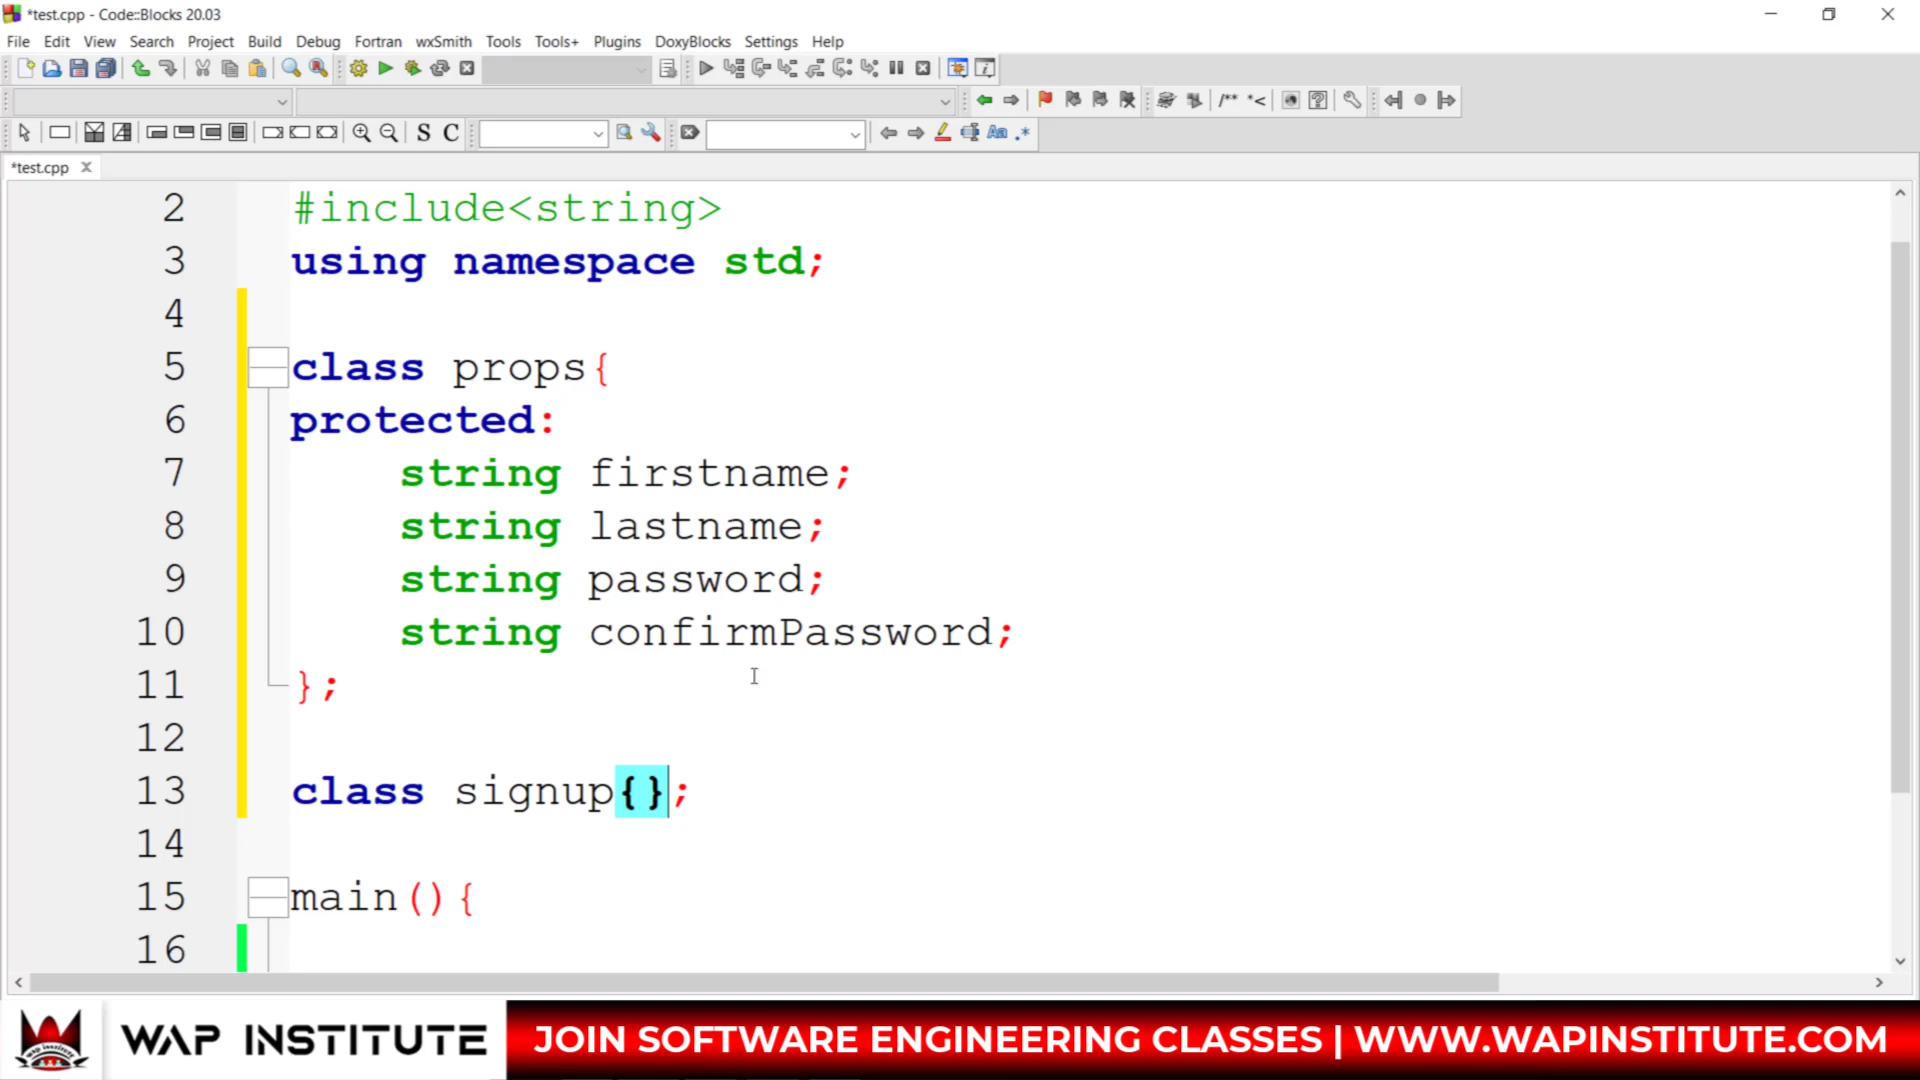 *test.cpp - Code::Blocks 20.03
File Edit View Search Project Build Debug Fortran wxSmith Tools Tools+ Plugins DoxyBlocks Settings Help
/** *<
S C
Aa .*
*test.cpp
2 #include<string>
3 using namespace std;
4
5 class props{
6 protected:
7 string firstname;
8 string lastname;
9 string password;
10 string confirmPassword;
11 };
12
13 class signup{};
14
15 main(){
16
wap institute
WAP INSTITUTE
JOIN SOFTWARE ENGINEERING CLASSES | WWW.WAPINSTITUTE.COM